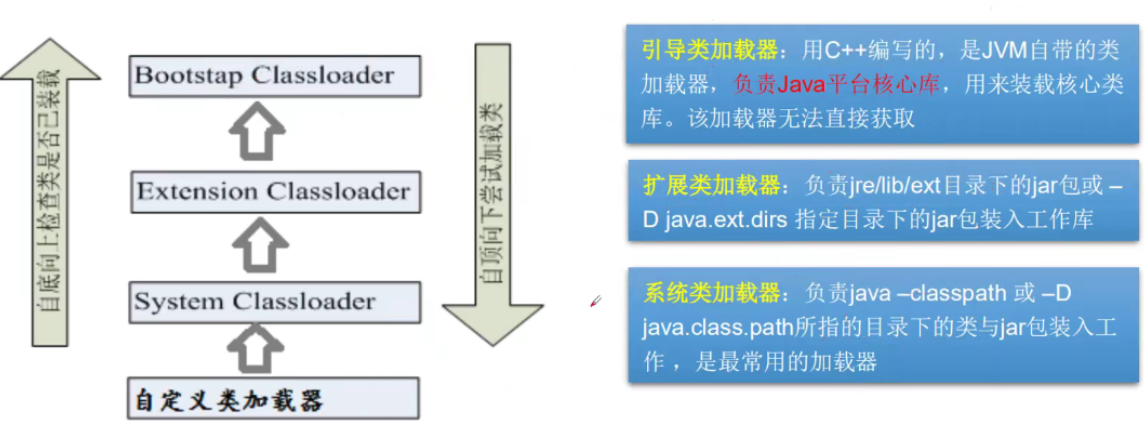 自底向上检查类是否已装载
Bootstap Classloader
Extension Classloader
System Classloader
自定义类加载器
自顶向下尝试加载类
引导类加载器：用C++编写的，是JVM自带的类
加载器，负责Java平台核心库，用来装载核心类
库。该加载器无法直接获取
扩展类加载器：负责jre/lib/ext目录下的jar包或 –
D java.ext.dirs 指定目录下的jar包装入工作库
系统类加载器：负责java –classpath 或 –D
java.class.path所指的目录下的类与jar包装入工
作 ，是最常用的加载器